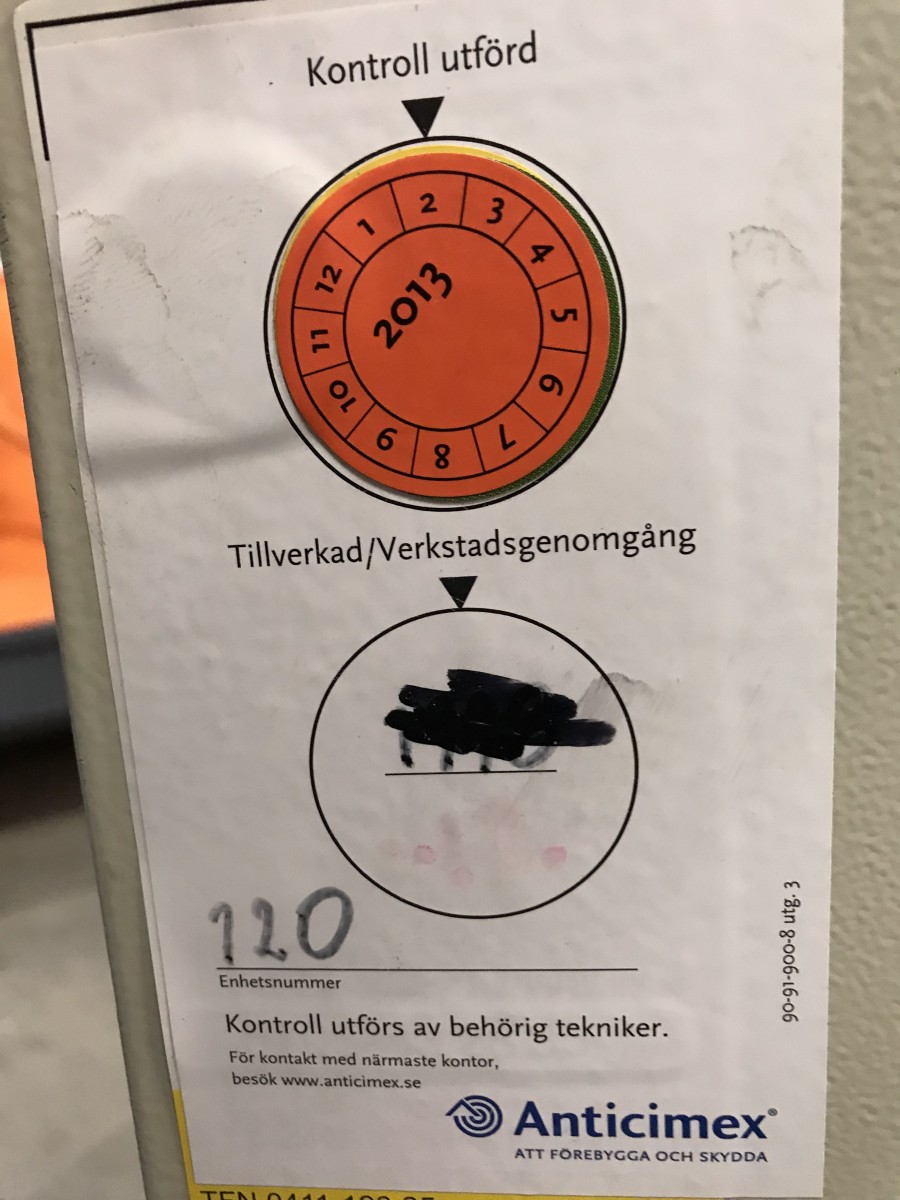 Kontroll utförd
1 2 3 4 5 6 7 8 9 10 11 12
2013
Tillverkad/Verkstadsgenomgång
120
Enhetsnummer
Kontroll utförs av behörig tekniker.
För kontakt med närmaste kontor,
besök www.anticimex.se
Anticimex®
ATT FÖREBYGGA OCH SKYDDA
90-91-900-8 utg. 3